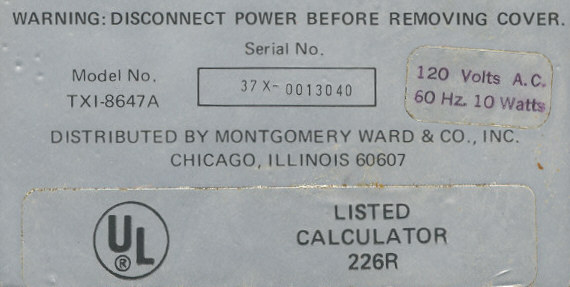 WARNING: DISCONNECT POWER BEFORE REMOVING COVER.
Serial No.
Model No.
TXI-8647A
37X-0013040
120 Volts A.C.
60 Hz. 10 Watts
DISTRIBUTED BY MONTGOMERY WARD & CO., INC.
CHICAGO, ILLINOIS 60607
UL
®
LISTED
CALCULATOR
226R